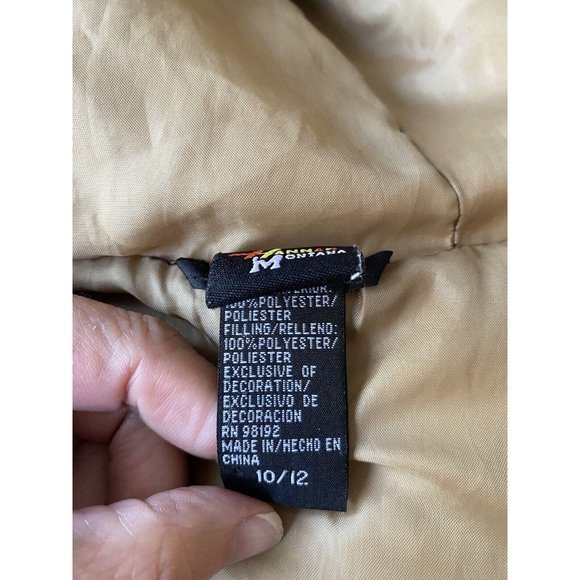 HANNAH
MONTANA
100%POLYESTER/
POLIESTER
FILLING/RELLENO:
100%POLYESTER/
POLIESTER
EXCLUSIVE OF
DECORATION/
EXCLUSIVO DE
DECORACION
RN 98192
MADE IN/HECHO EN
CHINA
10/12